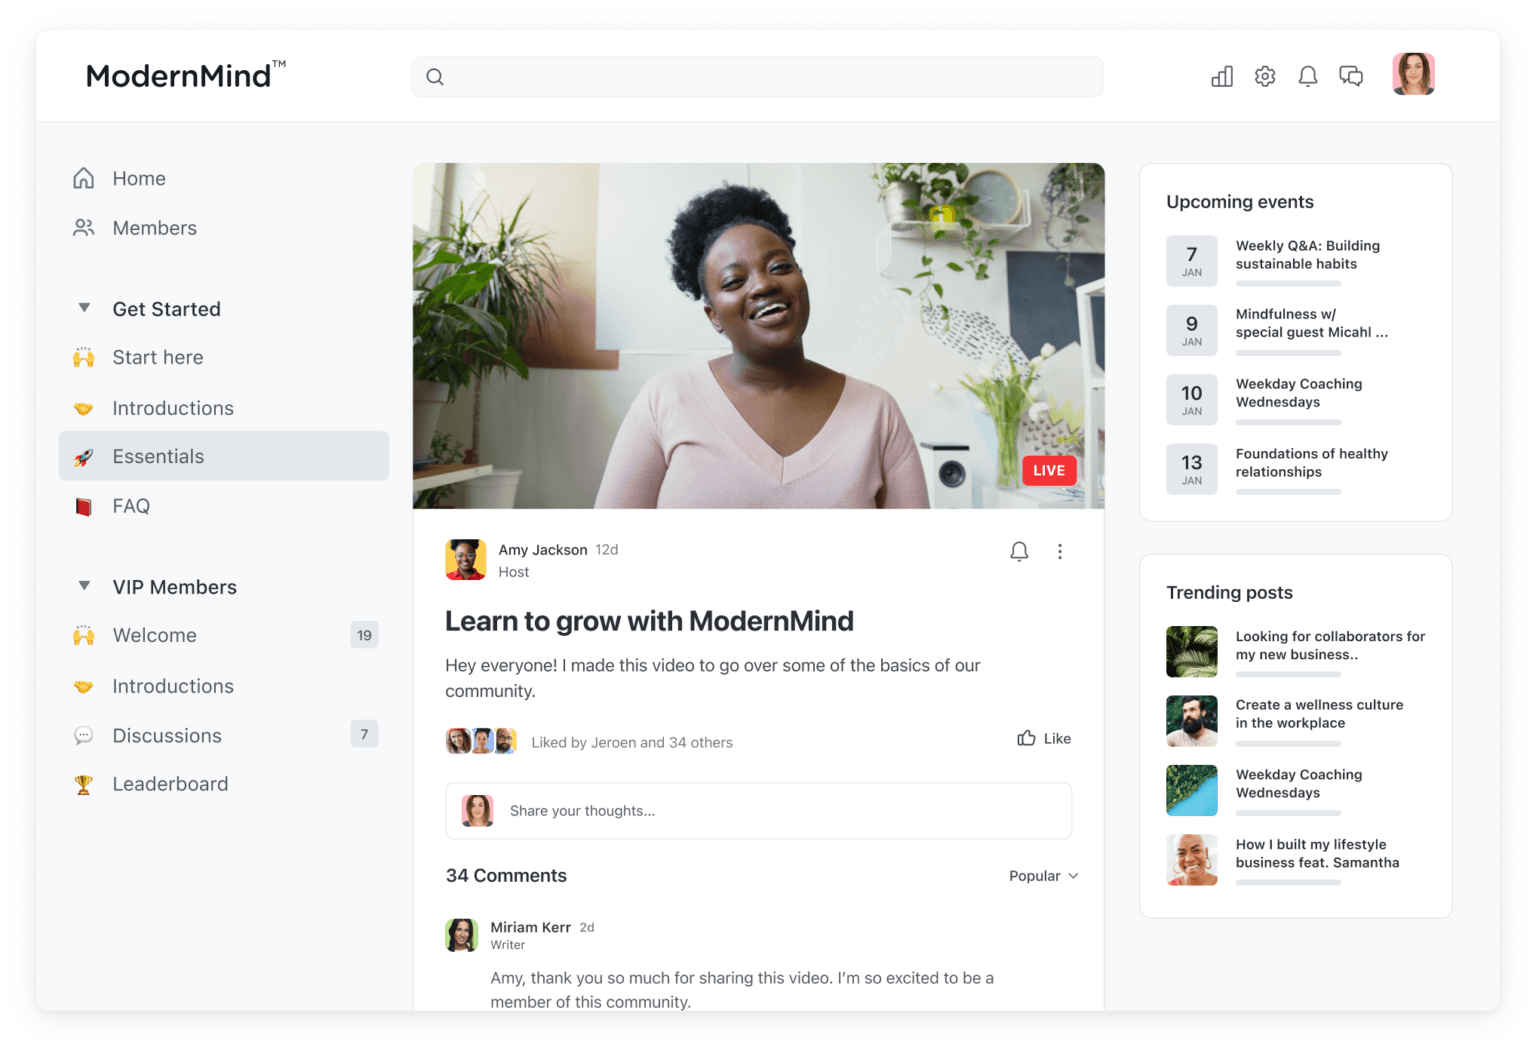 ModernMind™
Home
Members
Get Started
Start here
Introductions
Essentials
FAQ
VIP Members
Welcome
19
Introductions
Discussions
7
Leaderboard
LIVE
Amy Jackson 12d
Host
Learn to grow with ModernMind
Hey everyone! I made this video to go over some of the basics of our
community.
Liked by Jeroen and 34 others
Like
Share your thoughts...
34 Comments
Popular
Miriam Kerr 2d
Writer
Amy, thank you so much for sharing this video. I’m so excited to be a
member of this community.
Upcoming events
7
JAN
Weekly Q&A: Building
sustainable habits
9
JAN
Mindfulness w/
special guest Micahl ...
10
JAN
Weekday Coaching
Wednesdays
13
JAN
Foundations of healthy
relationships
Trending posts
Looking for collaborators for
my new business..
Create a wellness culture
in the workplace
Weekday Coaching
Wednesdays
How I built my lifestyle
business feat. Samantha